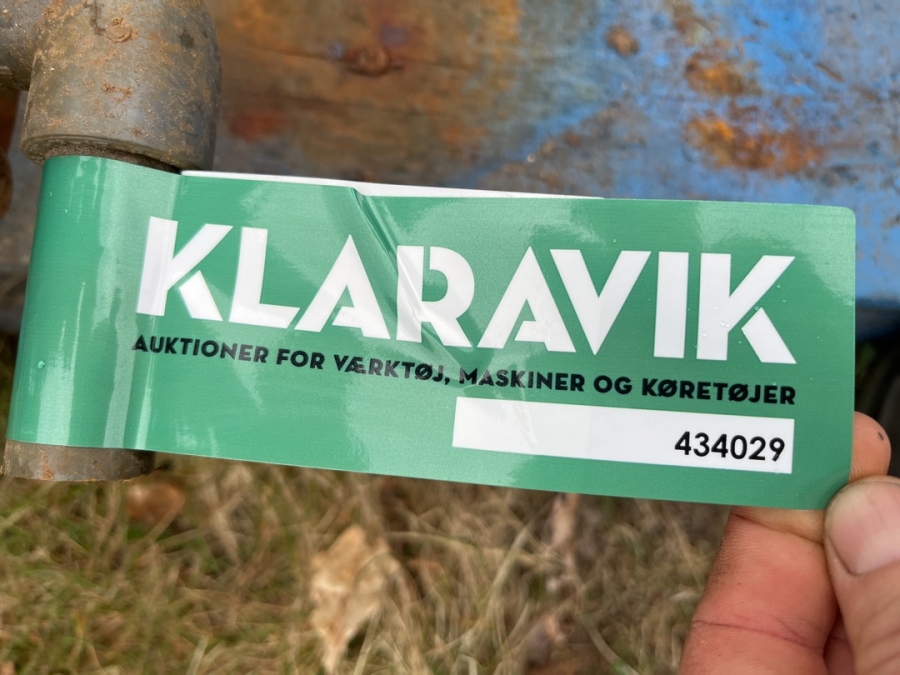 KLARAVIK
AUKTIONER FOR VÆRKTØJ, MASKINER OG KØRETØJER
434029